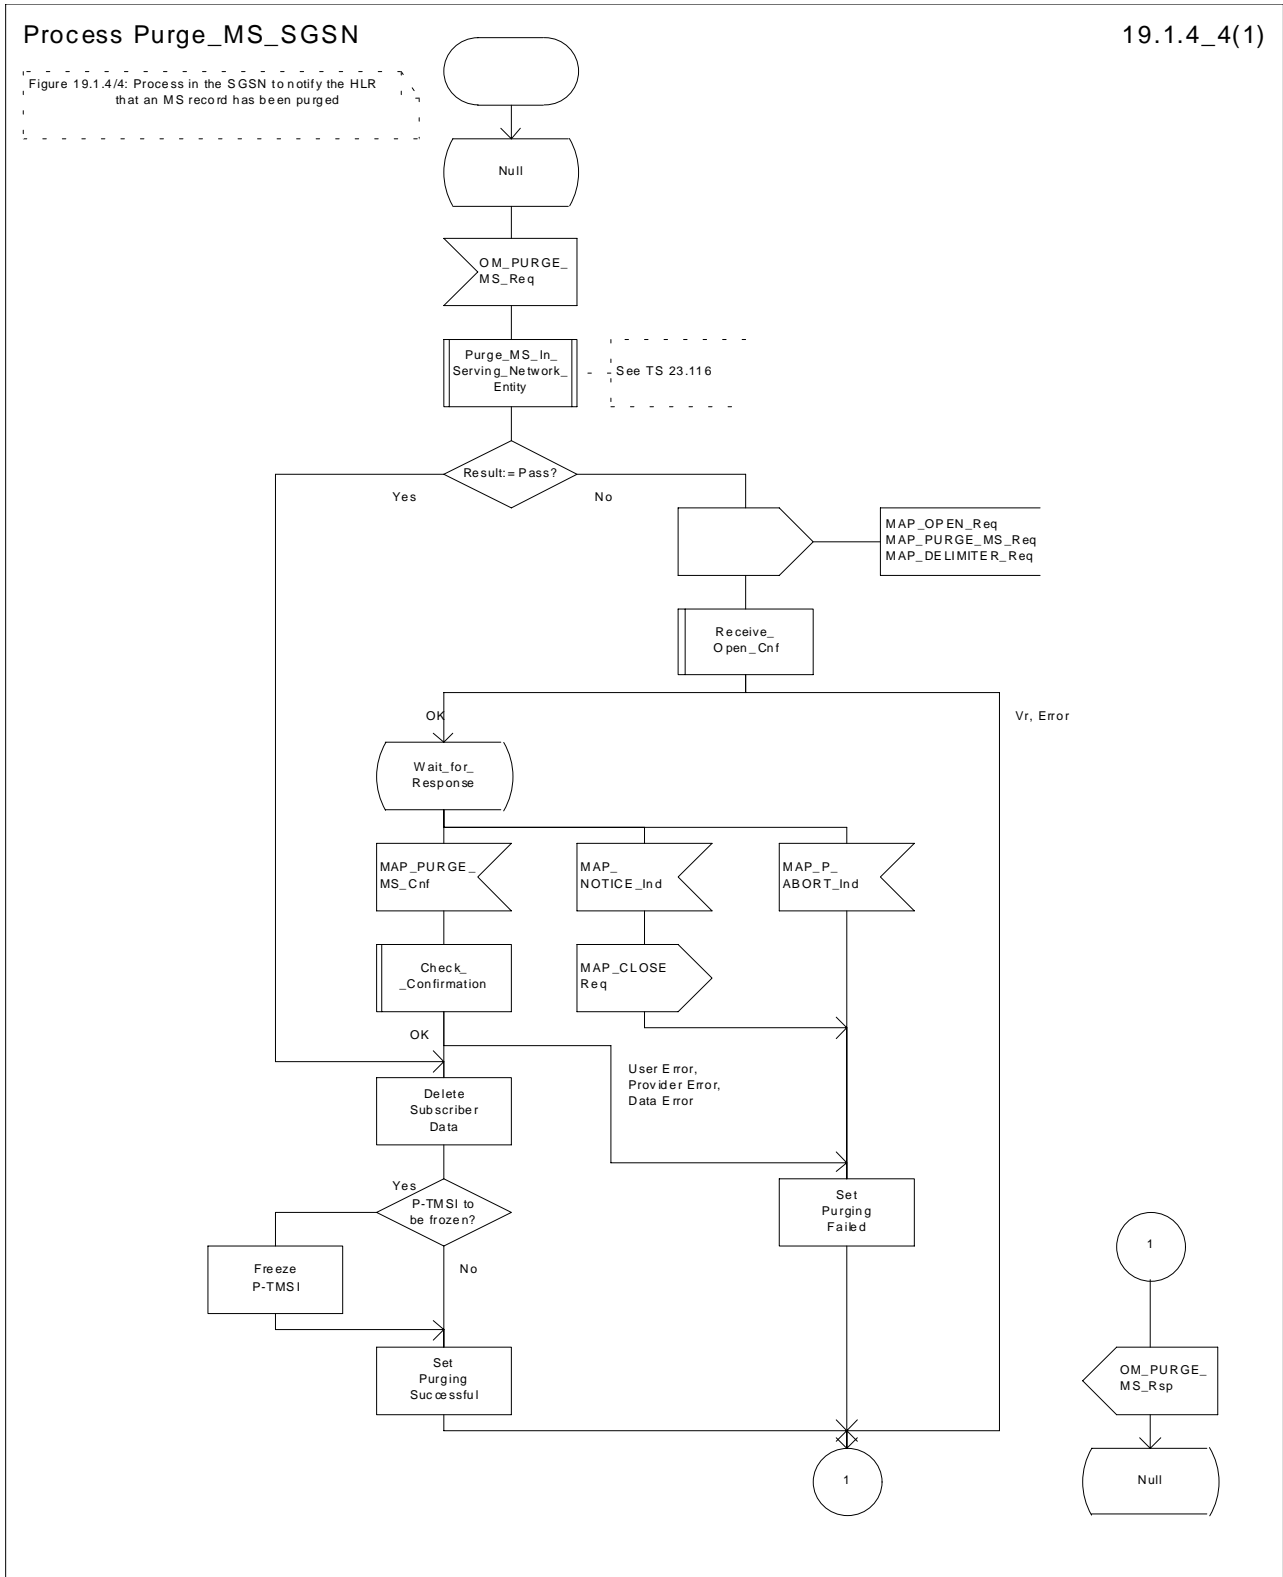 Process Purge_MS_SGSN
19.1.4_4(1)
Figure 19.1.4/4: Process in the SGSN to notify the HLR
that an MS record has been purged
Null
OM_PURGE_
MS_Req
Purge_MS_In_
Serving_Network_
Entity
See TS 23.116
Result:= Pass?
Yes
No
MAP_OPEN_Req
MAP_PURGE_MS_Req
MAP_DELIMITER_Req
Receive_
Open_Cnf
OK
Vr, Error
Wait_for_
Response
MAP_PURGE_
MS_Cnf
MAP_
NOTICE_Ind
MAP_P_
ABORT_Ind
Check_
_Confirmation
MAP_CLOSE
Req
OK
User Error,
Provider Error,
Data Error
Delete
Subscriber
Data
Yes
P-TMSI to
be frozen?
Set
Purging
Failed
No
Freeze
P-TMSI
1
Set
Purging
Successful
OM_PURGE_
MS_Rsp
1
Null